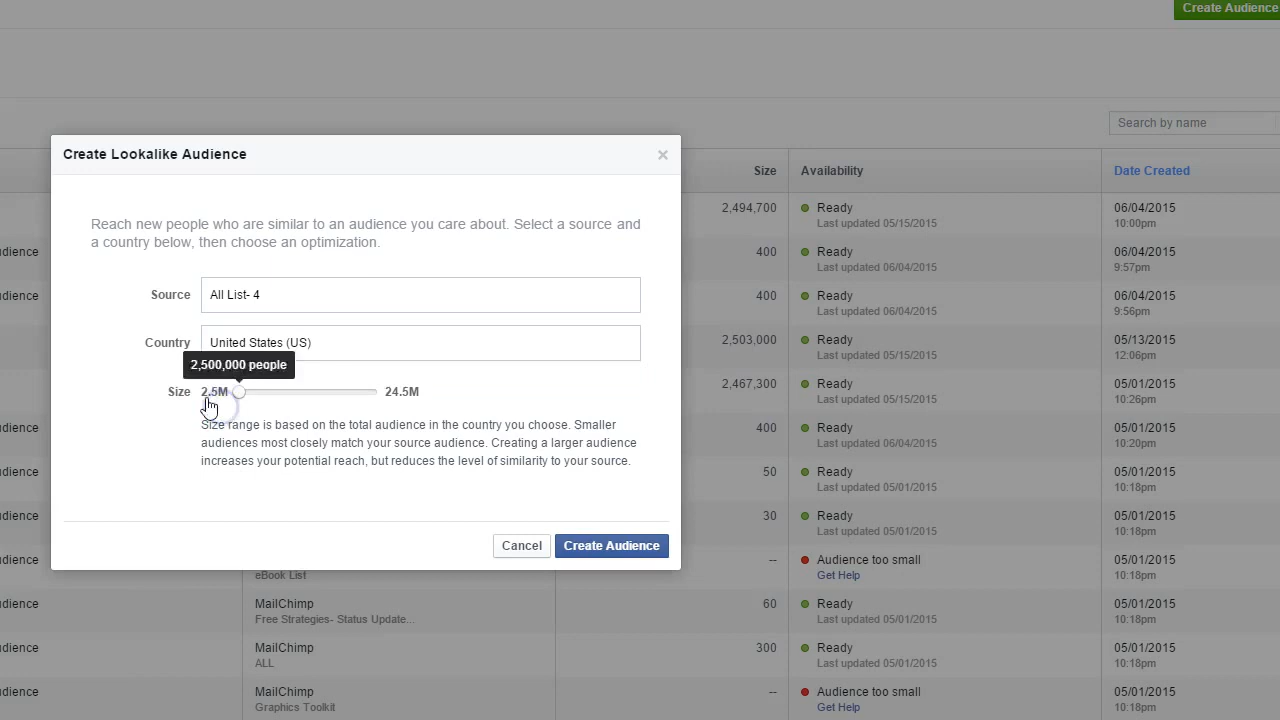 Create Audience
Search by name
Create Lookalike Audience
×
Reach new people who are similar to an audience you care about. Select a source and
a country below, then choose an optimization.
Source All List- 4
Country United States (US)
2,500,000 people
Size 2.5M 24.5M
Size range is based on the total audience in the country you choose. Smaller
audiences most closely match your source audience. Creating a larger audience
increases your potential reach, but reduces the level of similarity to your source.
Cancel Create Audience
Size Availability Date Created
2,494,700 Ready 06/04/2015
Last updated 05/15/2015 10:00pm
udience 400 Ready 06/04/2015
Last updated 06/04/2015 9:57pm
udience 400 Ready 06/04/2015
Last updated 06/04/2015 9:56pm
2,503,000 Ready 05/13/2015
Last updated 05/15/2015 12:06pm
2,467,300 Ready 05/01/2015
Last updated 05/15/2015 10:26pm
udience 400 Ready 05/01/2015
Last updated 06/04/2015 10:20pm
udience 50 Ready 05/01/2015
Last updated 05/01/2015 10:18pm
udience 30 Ready 05/01/2015
Last updated 05/01/2015 10:18pm
udience -- Audience too small 05/01/2015
eBook List Get Help 10:18pm
udience MailChimp 60 Ready 05/01/2015
Free Strategies- Status Update... Last updated 05/01/2015 10:18pm
udience MailChimp 300 Ready 05/01/2015
ALL Last updated 05/01/2015 10:18pm
udience MailChimp -- Audience too small 05/01/2015
Graphics Toolkit Get Help 10:18pm